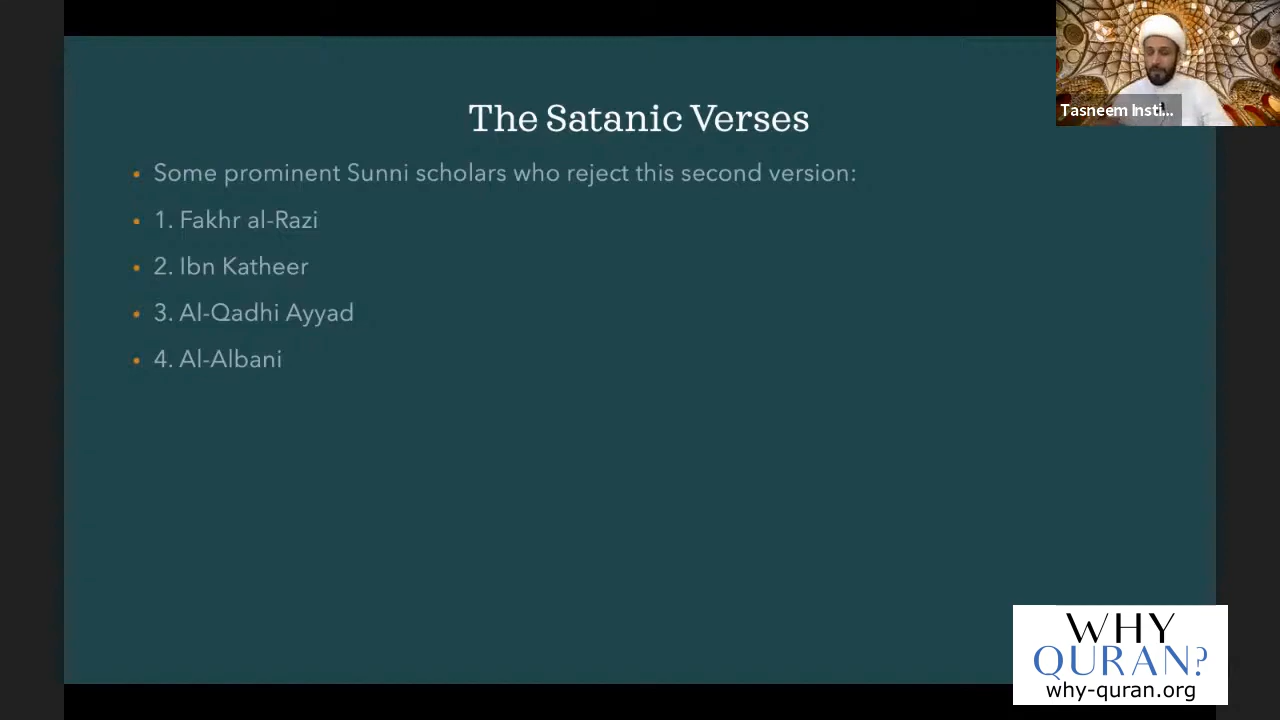 The Satanic Verses
Some prominent Sunni scholars who reject this second version:
1. Fakhr al-Razi
2. Ibn Katheer
3. Al-Qadhi Ayyad
4. Al-Albani
Tasneem Insti...
WHY
QURAN?
why-quran.org